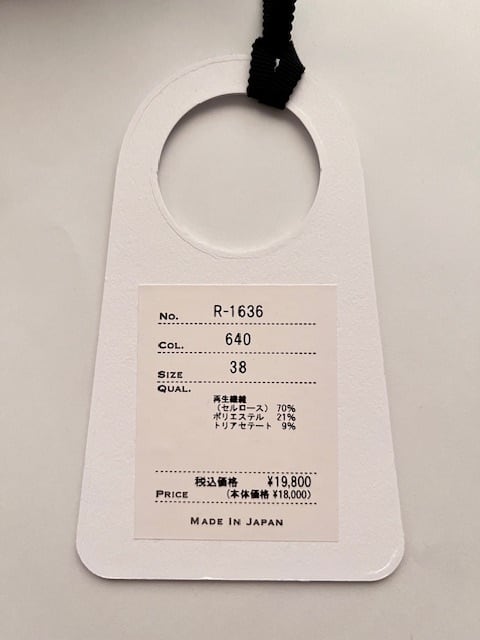 No. R-1636
Col. 640
Size 38
Qual.
再生繊維
(セルロース) 70%
ポリエステル 21%
トリアセテート 9%
税込価格 ¥19,800
Price (本体価格 ¥18,000)
Made In Japan